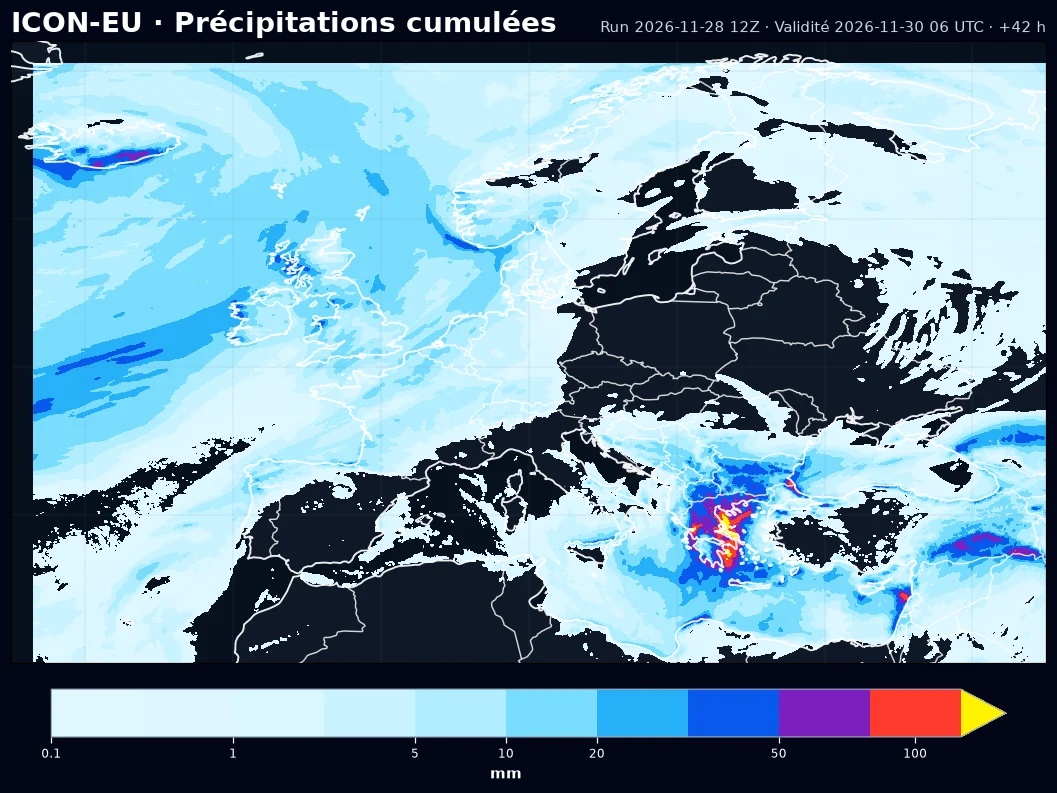 ICON-EU · Précipitations cumulées
Run 2026-11-28 12Z · Validité 2026-11-30 06 UTC · +42 h
0.1 1 5 10 20 50 100
mm